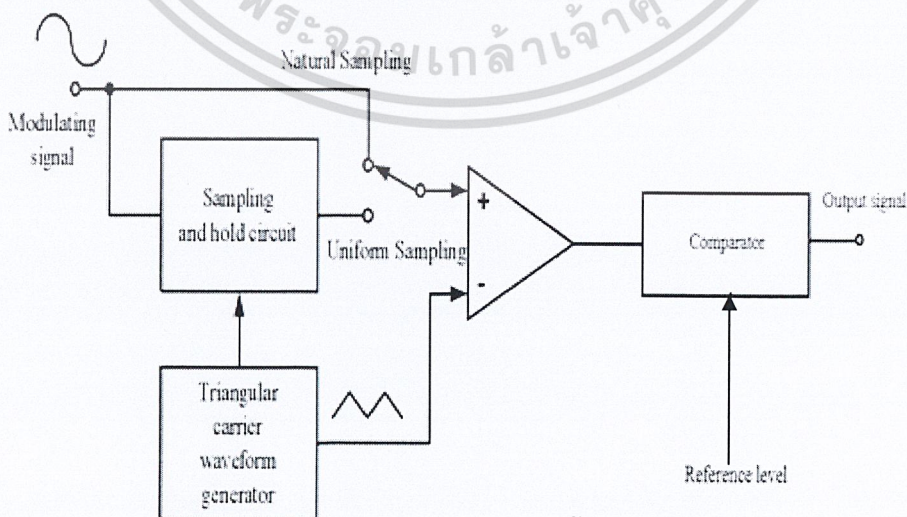 พระจอมเกล้าเจ้าคุ
Natural Sampling
Modulating
signal
Sampling
and hold circuit
Uniform Sampling
+
-
Comparator
Output signal
Triangular
carrier
waveform
generator
Reference level